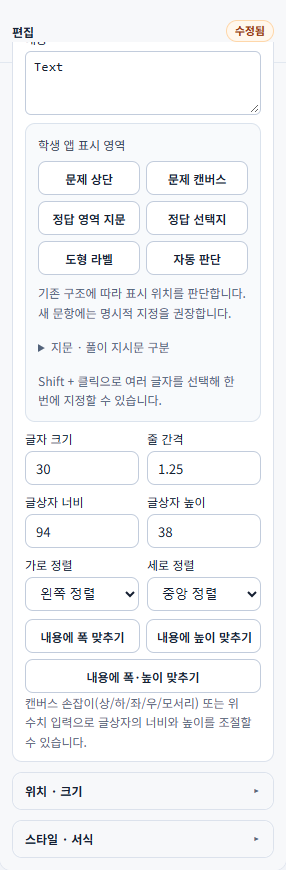 편집
수정됨
Text
학생 앱 표시 영역
문제 상단
문제 캔버스
정답 영역 지문
정답 선택지
도형 라벨
자동 판단
기존 구조에 따라 표시 위치를 판단합니다.
새 문항에는 명시적 지정을 권장합니다.
▶ 지문 · 풀이 지시문 구분
Shift + 클릭으로 여러 글자를 선택해 한
번에 지정할 수 있습니다.
글자 크기
줄 간격
30
1.25
글상자 너비
글상자 높이
94
38
가로 정렬
세로 정렬
왼쪽 정렬
중앙 정렬
내용에 폭 맞추기
내용에 높이 맞추기
내용에 폭·높이 맞추기
캔버스 손잡이(상/하/좌/우/모서리) 또는 위
수치 입력으로 글상자의 너비와 높이를 조절할
수 있습니다.
위치 · 크기
스타일 · 서식